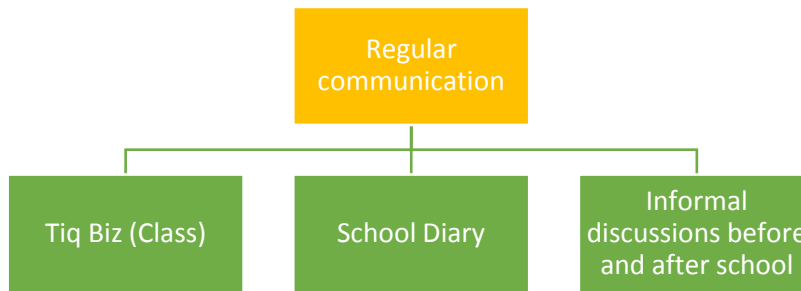 Regular
communication
Tiq Biz (Class)
School Diary
Informal
discussions before
and after school